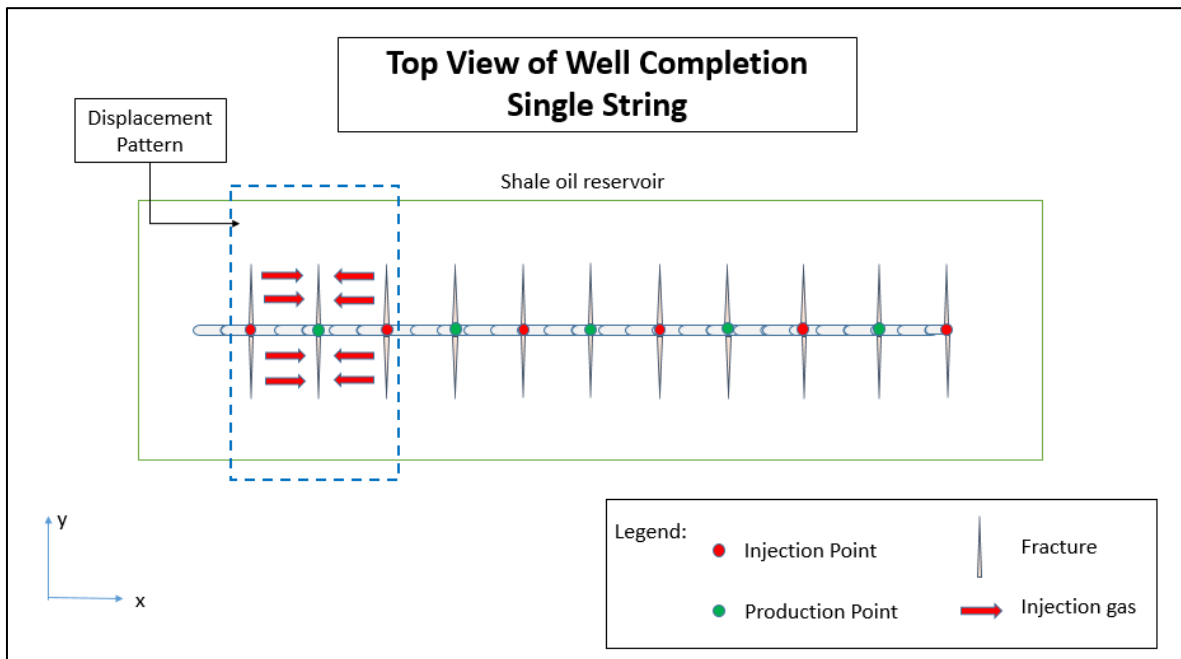 Top View of Well Completion
Single String
Displacement
Pattern
Shale oil reservoir
y
x
Legend:
Injection Point
Fracture
Production Point
Injection gas